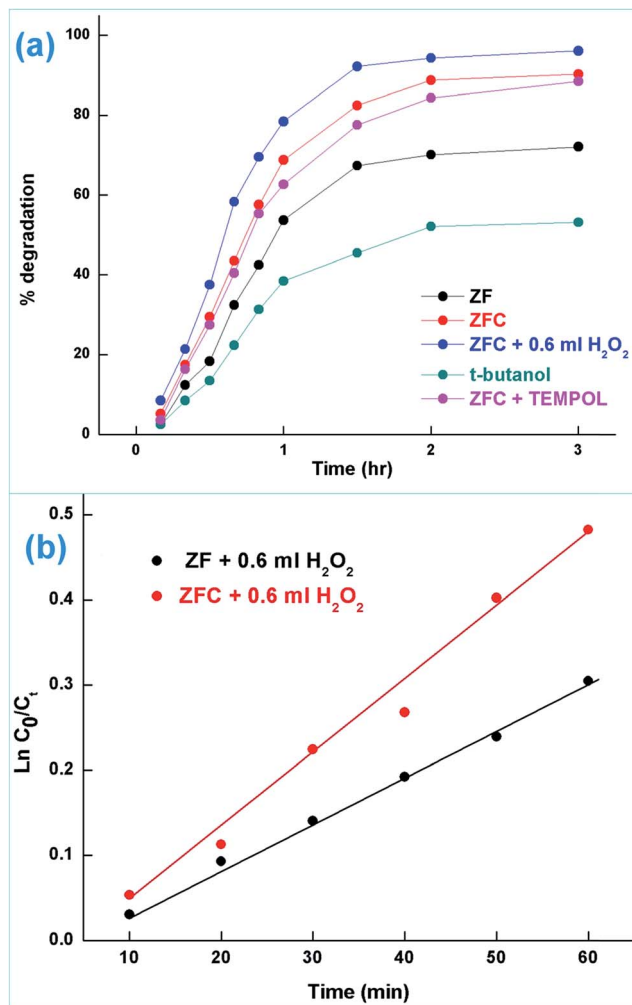 (a)
100
80
60
40
20
0
% degradation
ZF
ZFC
ZFC + 0.6 ml H₂O₂
t-butanol
ZFC + TEMPOL
0 1 2 3
Time (hr)
(b)
0.5
0.4
0.3
0.2
0.1
0.0
Ln C₀/Cₜ
ZF + 0.6 ml H₂O₂
ZFC + 0.6 ml H₂O₂
10 20 30 40 50 60
Time (min)